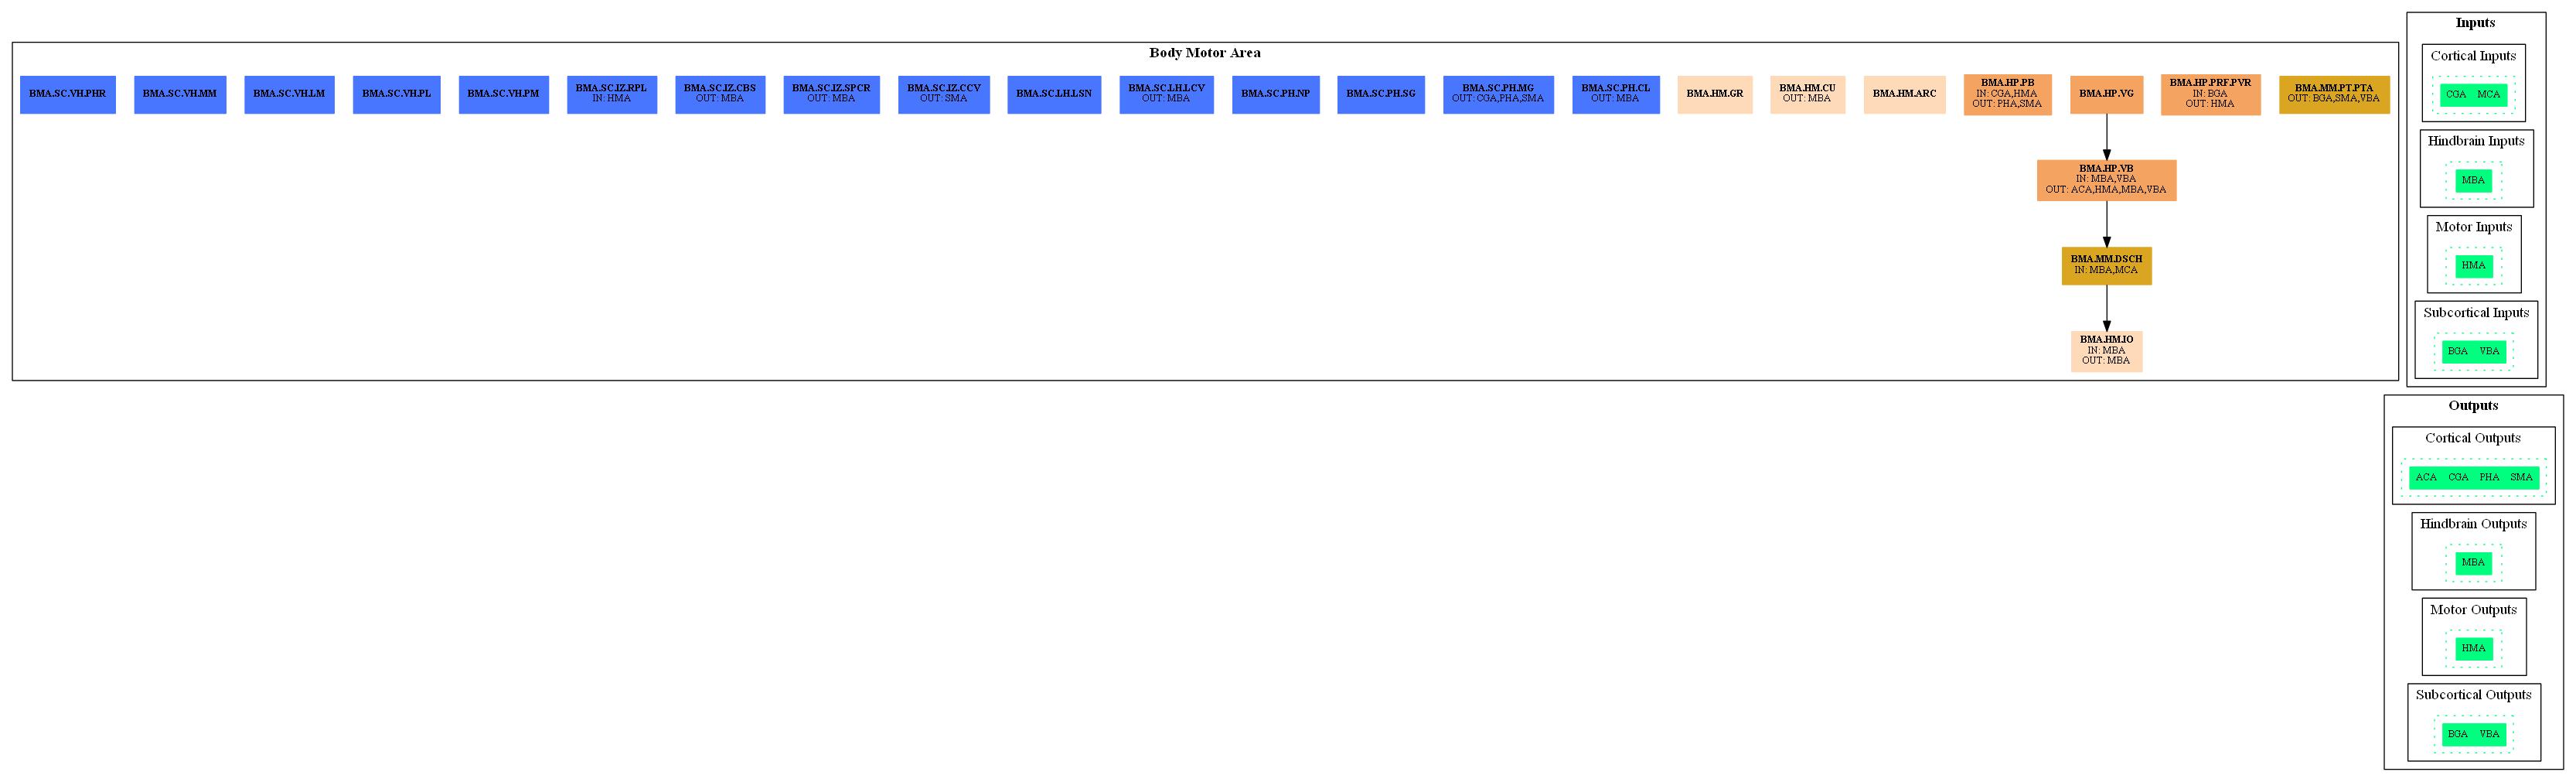 Body Motor Area
BMA.SC.VH.PHR
BMA.SC.VH.MM
BMA.SC.VH.LM
BMA.SC.VH.PL
BMA.SC.VH.PM
BMA.SC.IZ.RPL
IN: HMA
BMA.SC.IZ.CBS
OUT: MBA
BMA.SC.IZ.SPCR
OUT: MBA
BMA.SC.IZ.CCV
OUT: SMA
BMA.SC.LH.LSN
BMA.SC.LH.LCV
OUT: MBA
BMA.SC.PH.NP
BMA.SC.PH.SG
BMA.SC.PH.MG
OUT: CGA,PHA,SMA
BMA.SC.PH.CL
OUT: MBA
BMA.HM.GR
BMA.HM.CU
OUT: MBA
BMA.HM.ARC
BMA.HP.PB
IN: CGA,HMA
OUT: PHA,SMA
BMA.HP.VG
BMA.HP.PRF.PVR
IN: BGA
OUT: HMA
BMA.MM.PT.PTA
OUT: BGA,SMA,VBA
BMA.HP.VB
IN: MBA,VBA
OUT: ACA,HMA,MBA,VBA
BMA.MM.DSCH
IN: MBA,MCA
BMA.HM.IO
IN: MBA
OUT: MBA
Inputs
Cortical Inputs
CGA MCA
Hindbrain Inputs
MBA
Motor Inputs
HMA
Subcortical Inputs
BGA VBA
Outputs
Cortical Outputs
ACA CGA PHA SMA
Hindbrain Outputs
MBA
Motor Outputs
HMA
Subcortical Outputs
BGA VBA